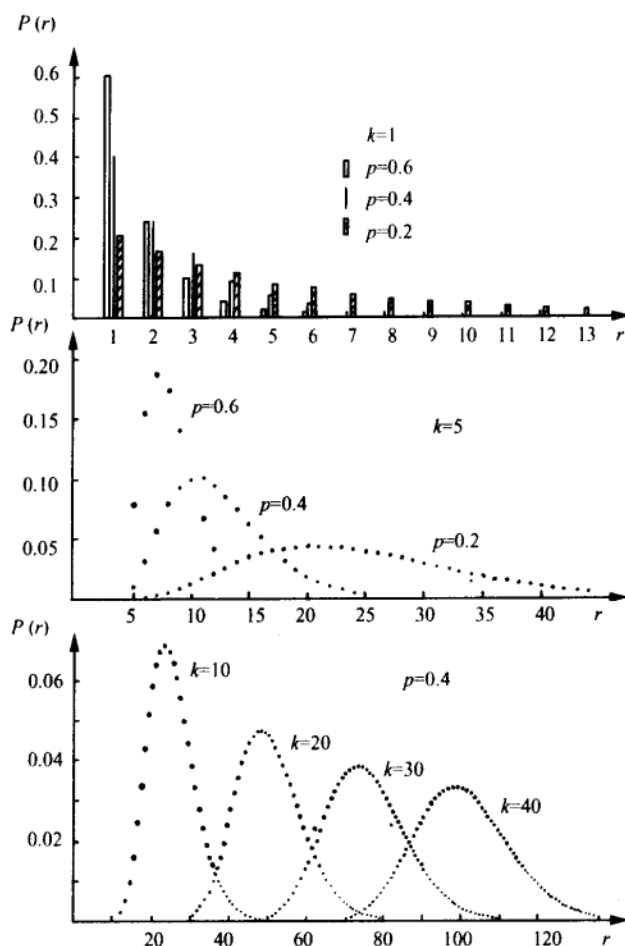 P (r)
0.6
0.5
0.4
0.3
0.2
0.1
k=1
p=0.6
p=0.4
p=0.2
1 2 3 4 5 6 7 8 9 10 11 12 13 r
P (r)
0.20
0.15
0.10
0.05
p=0.6
k=5
p=0.4
p=0.2
5 10 15 20 25 30 35 40 r
P (r)
0.06
0.04
0.02
k=10
p=0.4
k=20
k=30
k=40
20 40 60 80 100 120 r